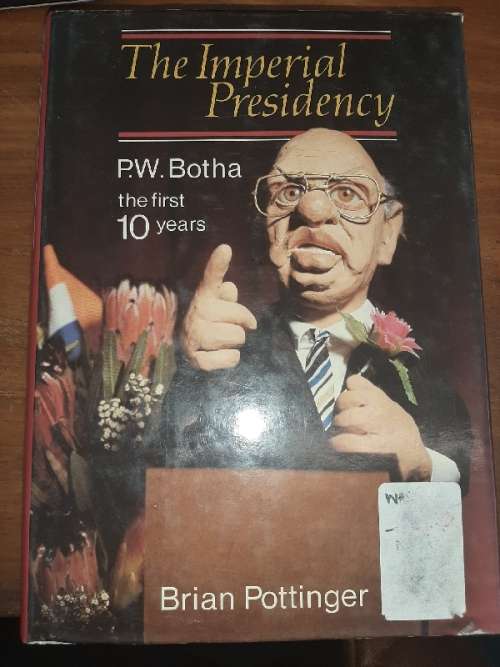 The Imperial
Presidency
P.W. Botha
the first
10 years
Brian Pottinger